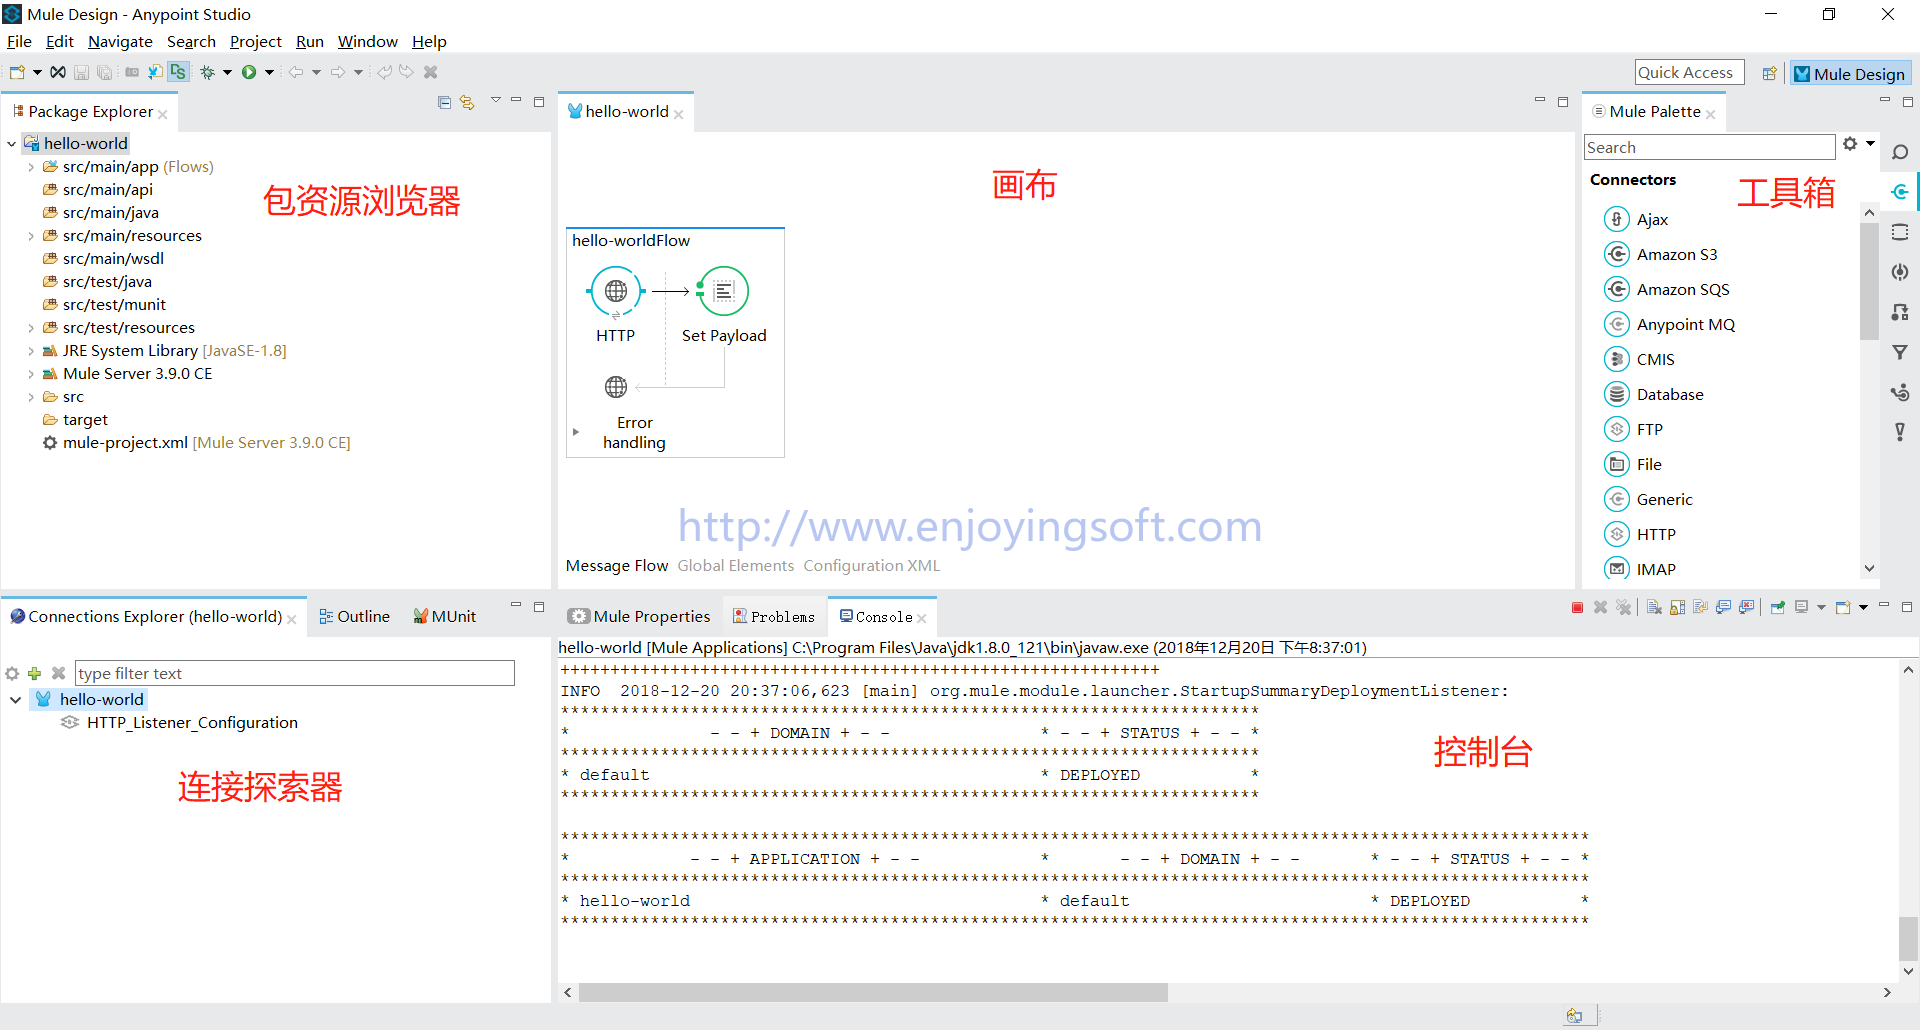 Mule Design - Anypoint Studio
File Edit Navigate Search Project Run Window Help
Quick Access
Mule Design
Package Explorer
hello-world
src/main/app (Flows)
src/main/api
src/main/java
src/main/resources
src/main/wsdl
src/test/java
src/test/munit
src/test/resources
JRE System Library [JavaSE-1.8]
Mule Server 3.9.0 CE
src
target
mule-project.xml [Mule Server 3.9.0 CE]
包资源浏览器
hello-world
画布
hello-worldFlow
HTTP
Set Payload
Error
handling
http://www.enjoyingsoft.com
Message Flow Global Elements Configuration XML
Mule Palette
Search
Connectors
工具箱
Ajax
Amazon S3
Amazon SQS
Anypoint MQ
CMIS
Database
FTP
File
Generic
HTTP
IMAP
Connections Explorer (hello-world) Outline MUnit
type filter text
hello-world
HTTP_Listener_Configuration
连接探索器
Mule Properties Problems Console
hello-world [Mule Applications] C:\Program Files\Java\jdk1.8.0_121\bin\javaw.exe (2018年12月20日 下午8:37:01)
++++++++++++++++++++++++++++++++++++++++++++++++++++++++++++
INFO  2018-12-20 20:37:06,623 [main] org.mule.module.launcher.StartupSummaryDeploymentListener:
**********************************************************************
*              - - + DOMAIN + - -               * - - + STATUS + - - *
**********************************************************************
* default                                       * DEPLOYED           *
**********************************************************************
控制台
*******************************************************************************************************
*            - - + APPLICATION + - -            *       - - + DOMAIN + - -       * - - + STATUS + - - *
*******************************************************************************************************
* hello-world                                   * default                        * DEPLOYED           *
*******************************************************************************************************